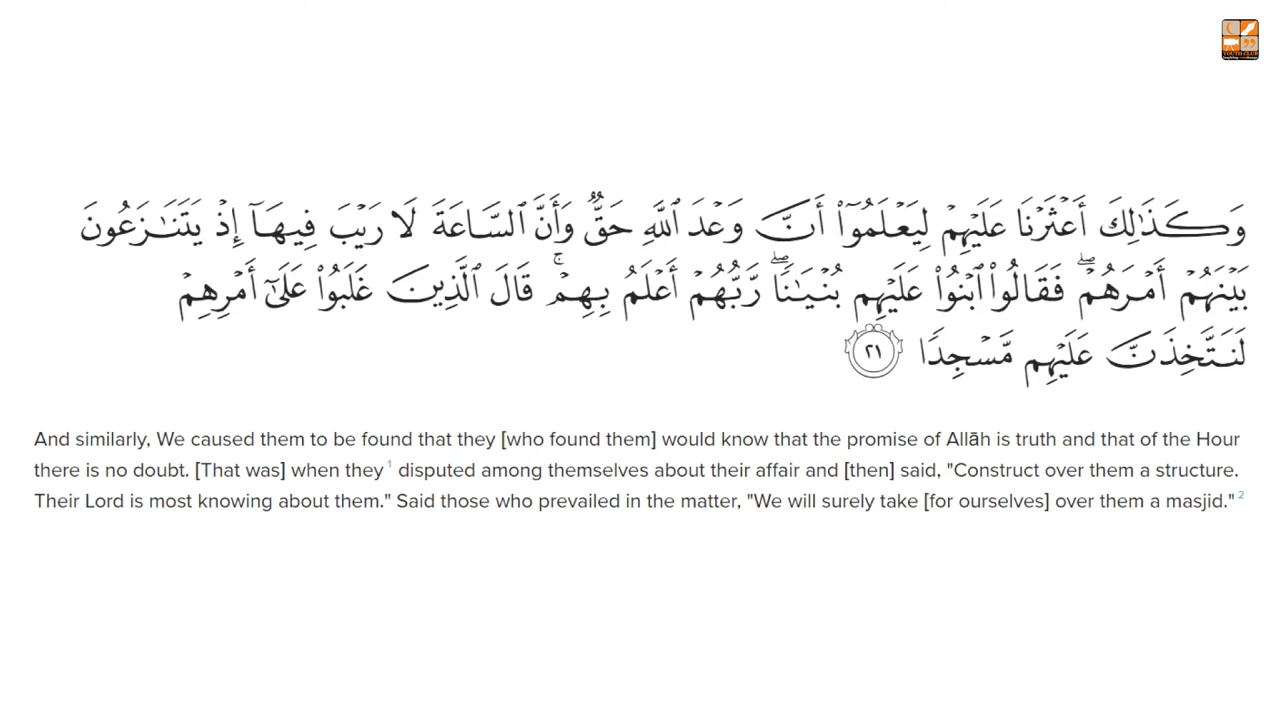 وَكَذَٰلِكَ أَعۡثَرۡنَا عَلَيۡهِمۡ لِيَعۡلَمُوٓاْ أَنَّ وَعۡدَ ٱللَّهِ حَقّٞ وَأَنَّ ٱلسَّاعَةَ لَا رَيۡبَ فِيهَآ إِذۡ يَتَنَٰزَعُونَ
بَيۡنَهُمۡ أَمۡرَهُمۡۖ فَقَالُواْ ٱبۡنُواْ عَلَيۡهِم بُنۡيَٰنٗاۖ رَّبُّهُمۡ أَعۡلَمُ بِهِمۡۚ قَالَ ٱلَّذِينَ غَلَبُواْ عَلَىٰٓ أَمۡرِهِمۡ
لَنَتَّخِذَنَّ عَلَيۡهِم مَّسۡجِدٗا ٢١
And similarly, We caused them to be found that they [who found them] would know that the promise of Allāh is truth and that of the Hour
there is no doubt. [That was] when they¹ disputed among themselves about their affair and [then] said, "Construct over them a structure.
Their Lord is most knowing about them." Said those who prevailed in the matter, "We will surely take [for ourselves] over them a masjid."²
YOUTH CLUB